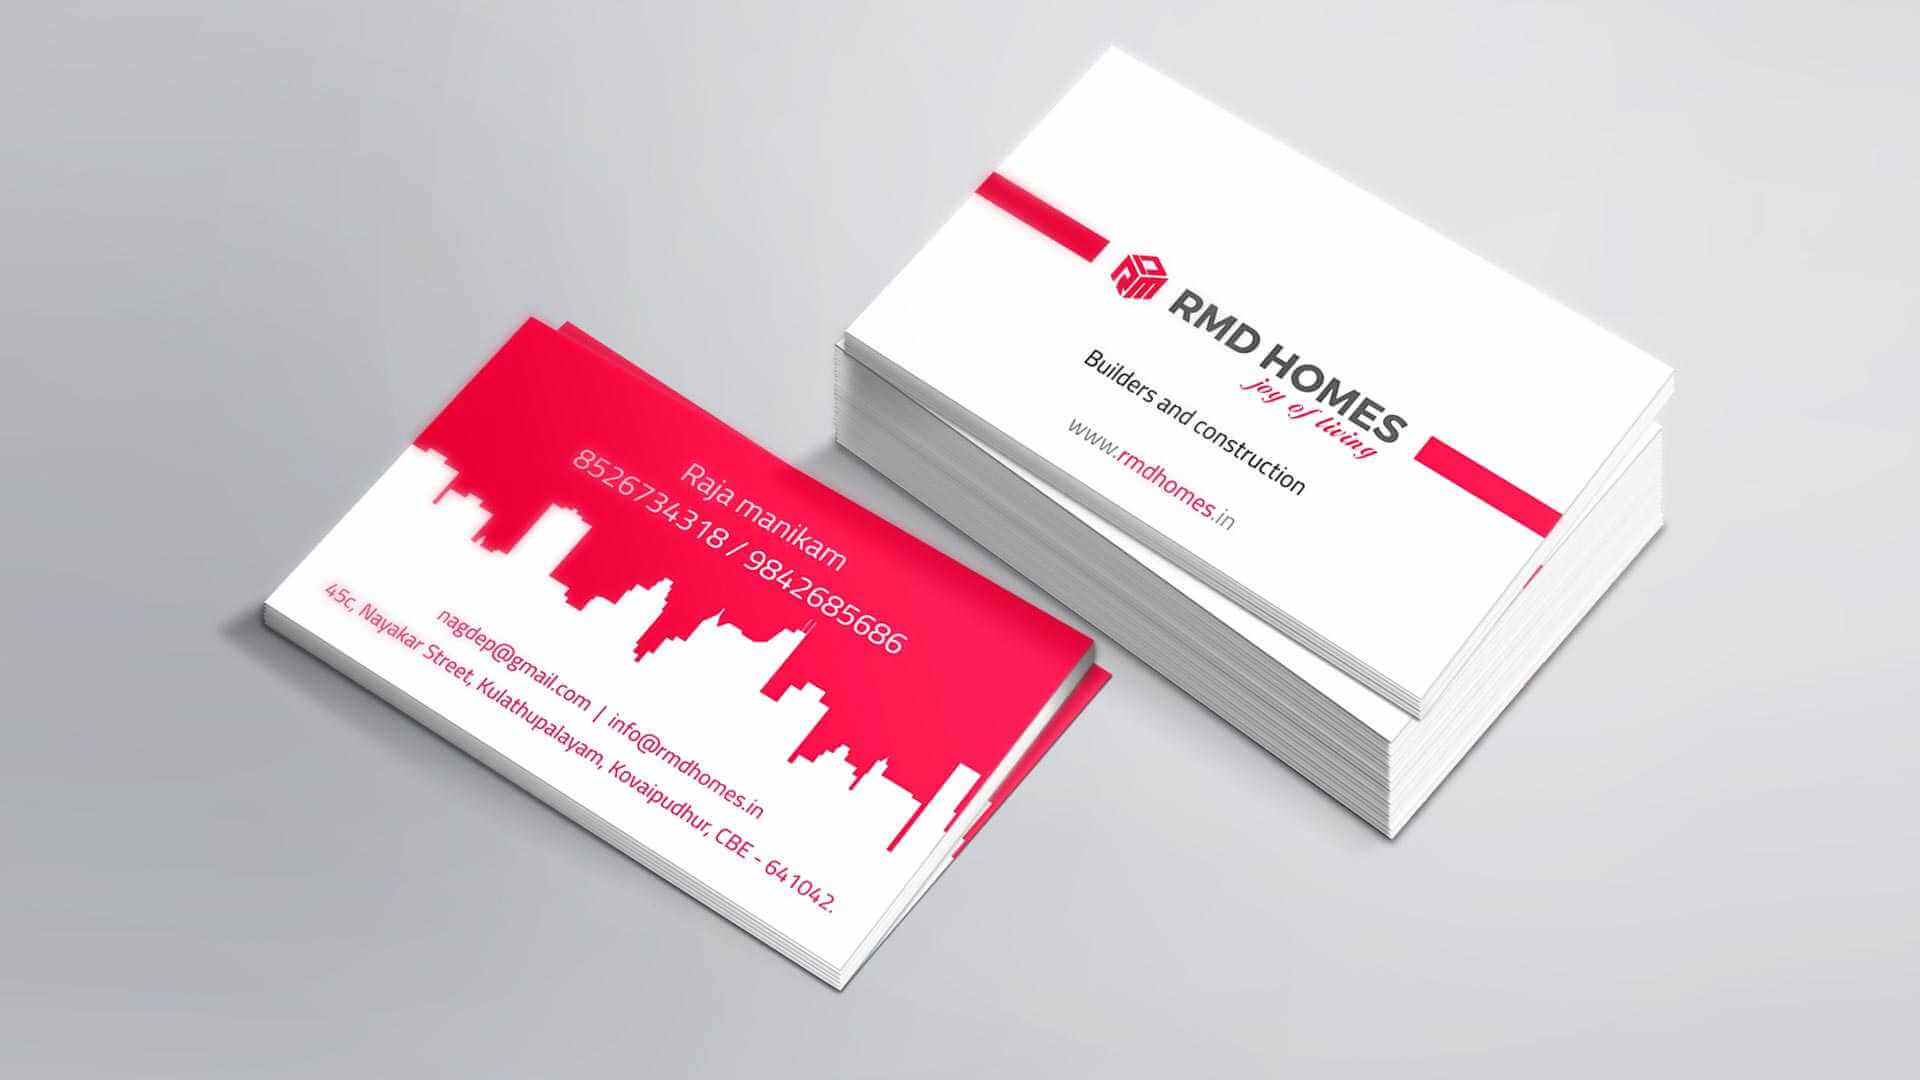 RMD HOMES
joy of living
Builders and construction
www.rmdhomes.in
Raja manikam
8526734318 / 9842685686
nagdep@gmail.com | info@rmdhomes.in
45c, Nayakar Street, Kulathupalayam, Kovaipudhur, CBE - 641042.